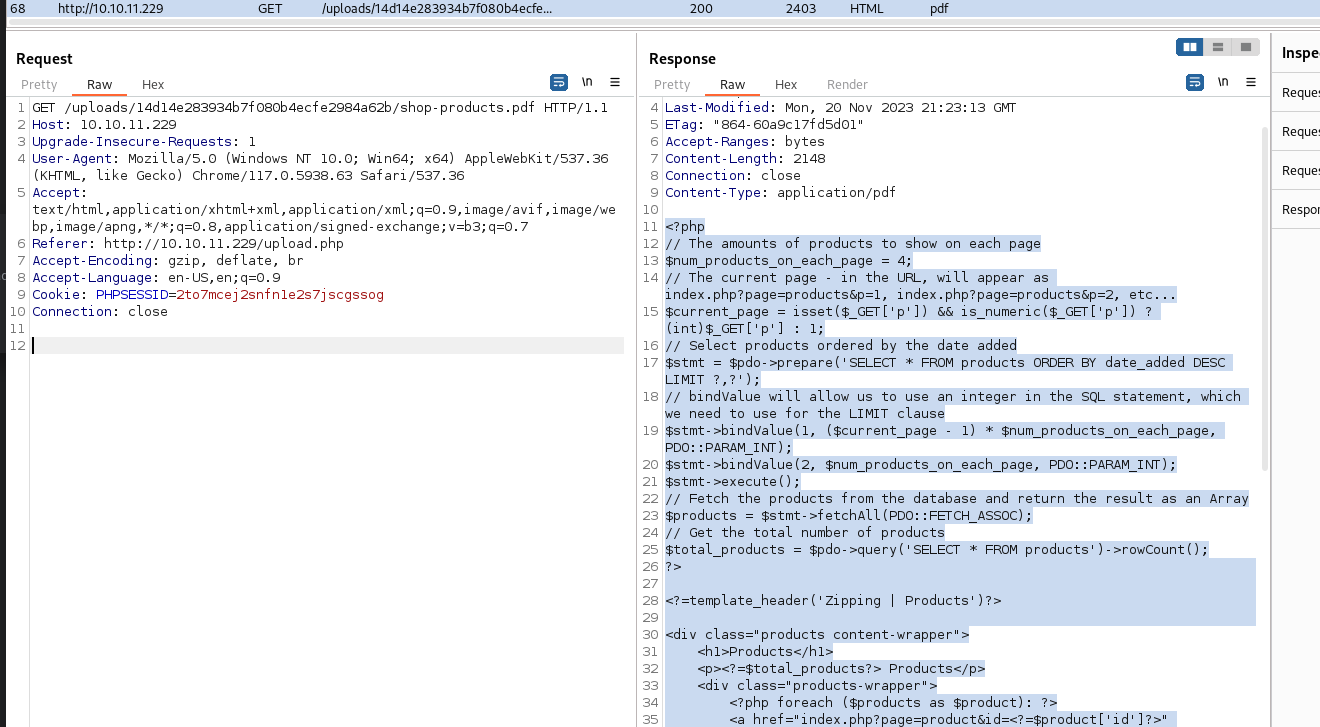 68 http://10.10.11.229 GET /uploads/14d14e283934b7f080b4ecfe... 200 2403 HTML pdf
Request
Pretty Raw Hex \n
1 GET /uploads/14d14e283934b7f080b4ecfe2984a62b/shop-products.pdf HTTP/1.1
2 Host: 10.10.11.229
3 Upgrade-Insecure-Requests: 1
4 User-Agent: Mozilla/5.0 (Windows NT 10.0; Win64; x64) AppleWebKit/537.36
(KHTML, like Gecko) Chrome/117.0.5938.63 Safari/537.36
5 Accept:
text/html,application/xhtml+xml,application/xml;q=0.9,image/avif,image/we
bp,image/apng,*/*;q=0.8,application/signed-exchange;v=b3;q=0.7
6 Referer: http://10.10.11.229/upload.php
7 Accept-Encoding: gzip, deflate, br
8 Accept-Language: en-US,en;q=0.9
9 Cookie: PHPSESSID=2to7mcej2snfn1e2s7jscgssog
10 Connection: close
11
12
Response
Pretty Raw Hex Render \n
4 Last-Modified: Mon, 20 Nov 2023 21:23:13 GMT
5 ETag: "864-60a9c17fd5d01"
6 Accept-Ranges: bytes
7 Content-Length: 2148
8 Connection: close
9 Content-Type: application/pdf
10
11 <?php
12 // The amounts of products to show on each page
13 $num_products_on_each_page = 4;
14 // The current page - in the URL, will appear as
index.php?page=products&p=1, index.php?page=products&p=2, etc...
15 $current_page = isset($_GET['p']) && is_numeric($_GET['p']) ?
(int)$_GET['p'] : 1;
16 // Select products ordered by the date added
17 $stmt = $pdo->prepare('SELECT * FROM products ORDER BY date_added DESC
LIMIT ?,?');
18 // bindValue will allow us to use an integer in the SQL statement, which
we need to use for the LIMIT clause
19 $stmt->bindValue(1, ($current_page - 1) * $num_products_on_each_page,
PDO::PARAM_INT);
20 $stmt->bindValue(2, $num_products_on_each_page, PDO::PARAM_INT);
21 $stmt->execute();
22 // Fetch the products from the database and return the result as an Array
23 $products = $stmt->fetchAll(PDO::FETCH_ASSOC);
24 // Get the total number of products
25 $total_products = $pdo->query('SELECT * FROM products')->rowCount();
26 ?>
27
28 <?=template_header('Zipping | Products')?>
29
30 <div class="products content-wrapper">
31 <h1>Products</h1>
32 <p><?=$total_products?> Products</p>
33 <div class="products-wrapper">
34 <?php foreach ($products as $product): ?>
35 <a href="index.php?page=product&id=<?=$product['id']?>"
Inspe
Reque
Reque
Reque
Respor